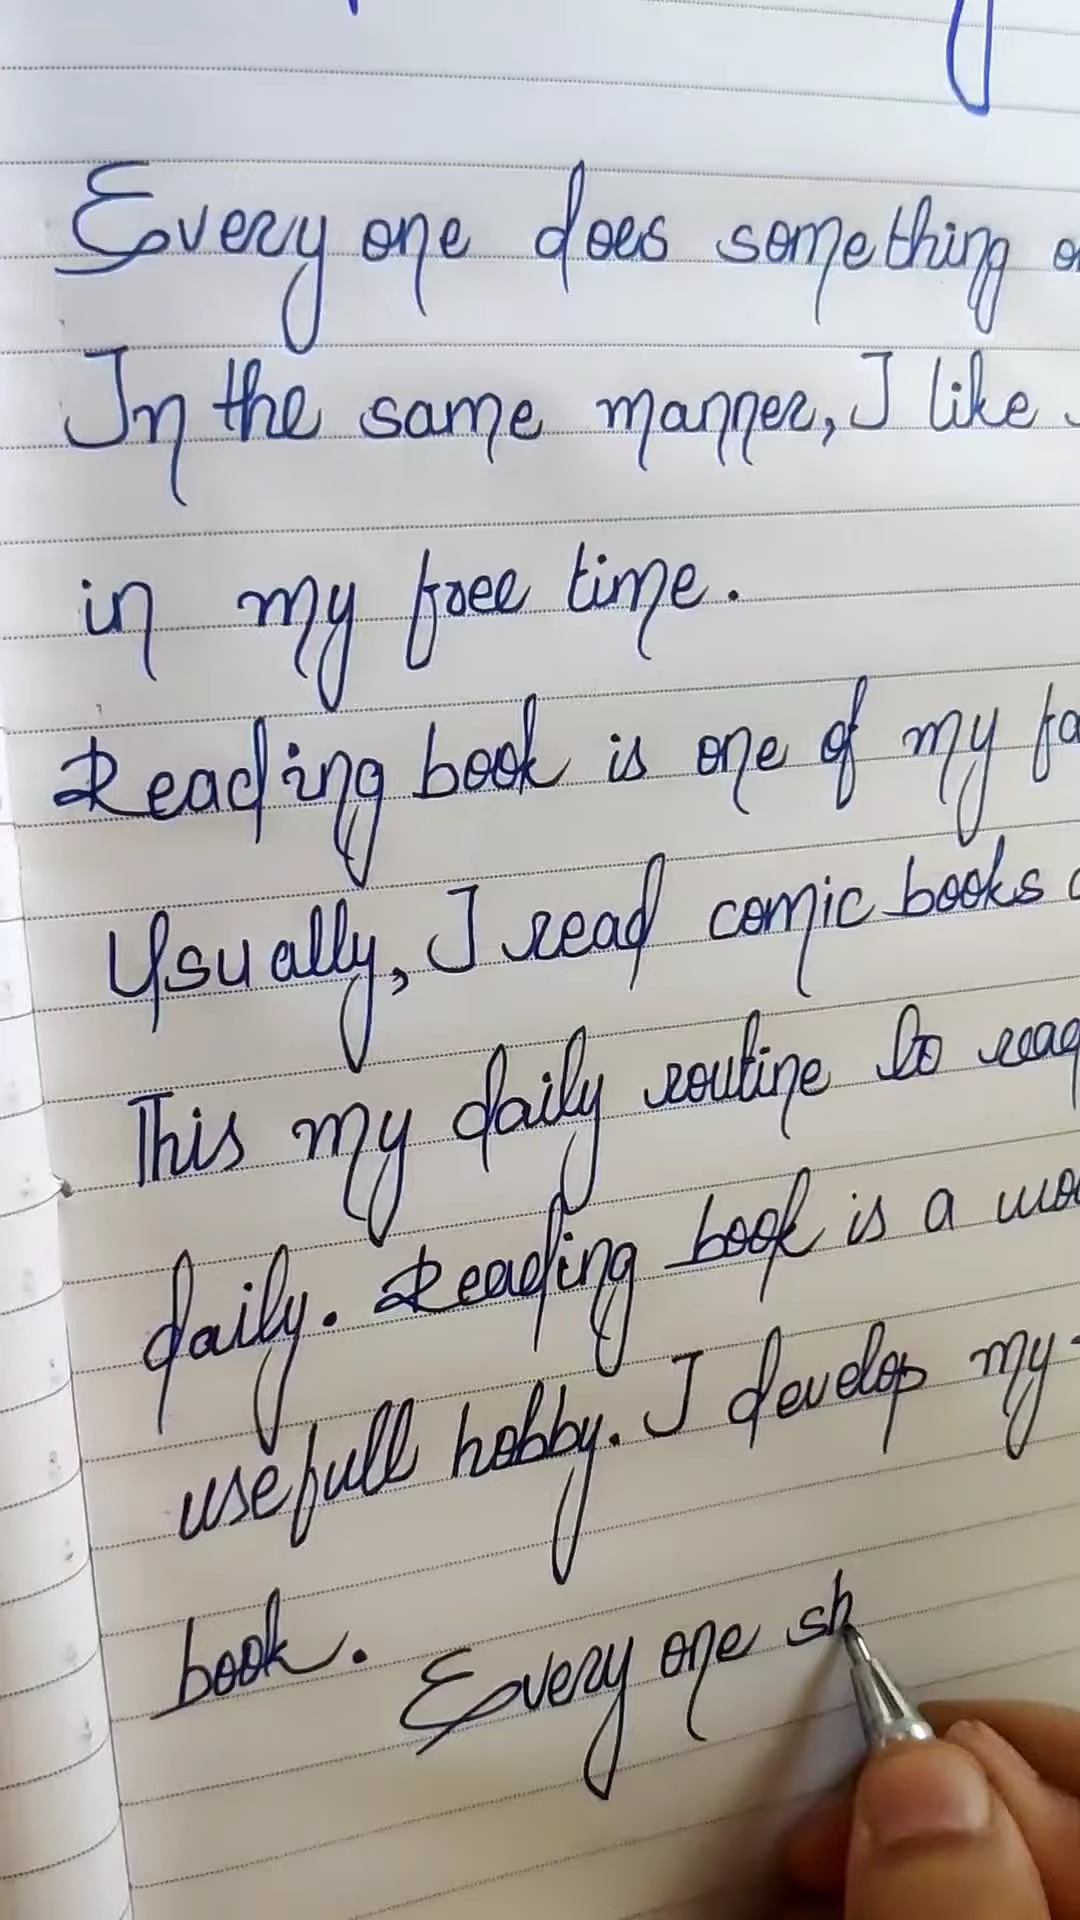 Every one does something
In the same manner, I like
in my free time.
Reading book is one of my
Usually, I read comic books
This my daily routine to
daily. Reading book is a
usefull hobby. I develop my
book. Every one sh